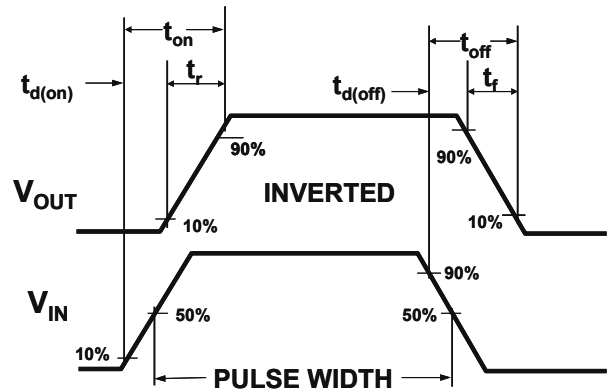 t_on
t_off
t_d(on)
t_r
t_d(off)
t_f
90%
90%
V_OUT
INVERTED
10%
10%
90%
V_IN
50%
50%
10%
PULSE WIDTH